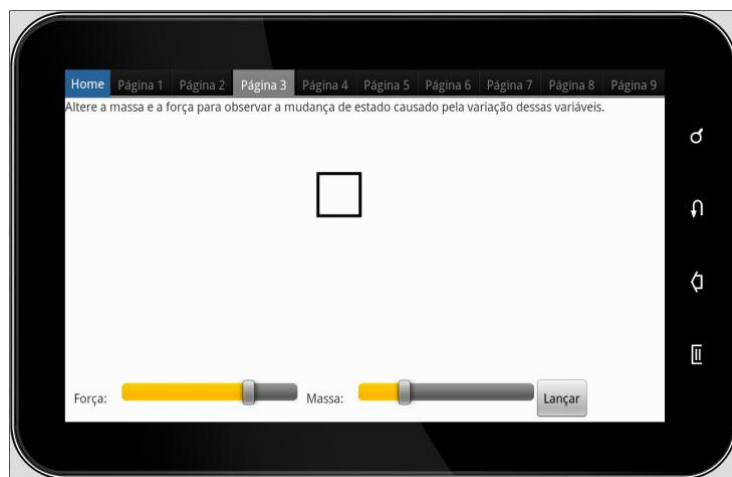 Home Página 1 Página 2 Página 3 Página 4 Página 5 Página 6 Página 7 Página 8 Página 9
Altere a massa e a força para observar a mudança de estado causado pela variação dessas variáveis.
Força: Massa: Lançar